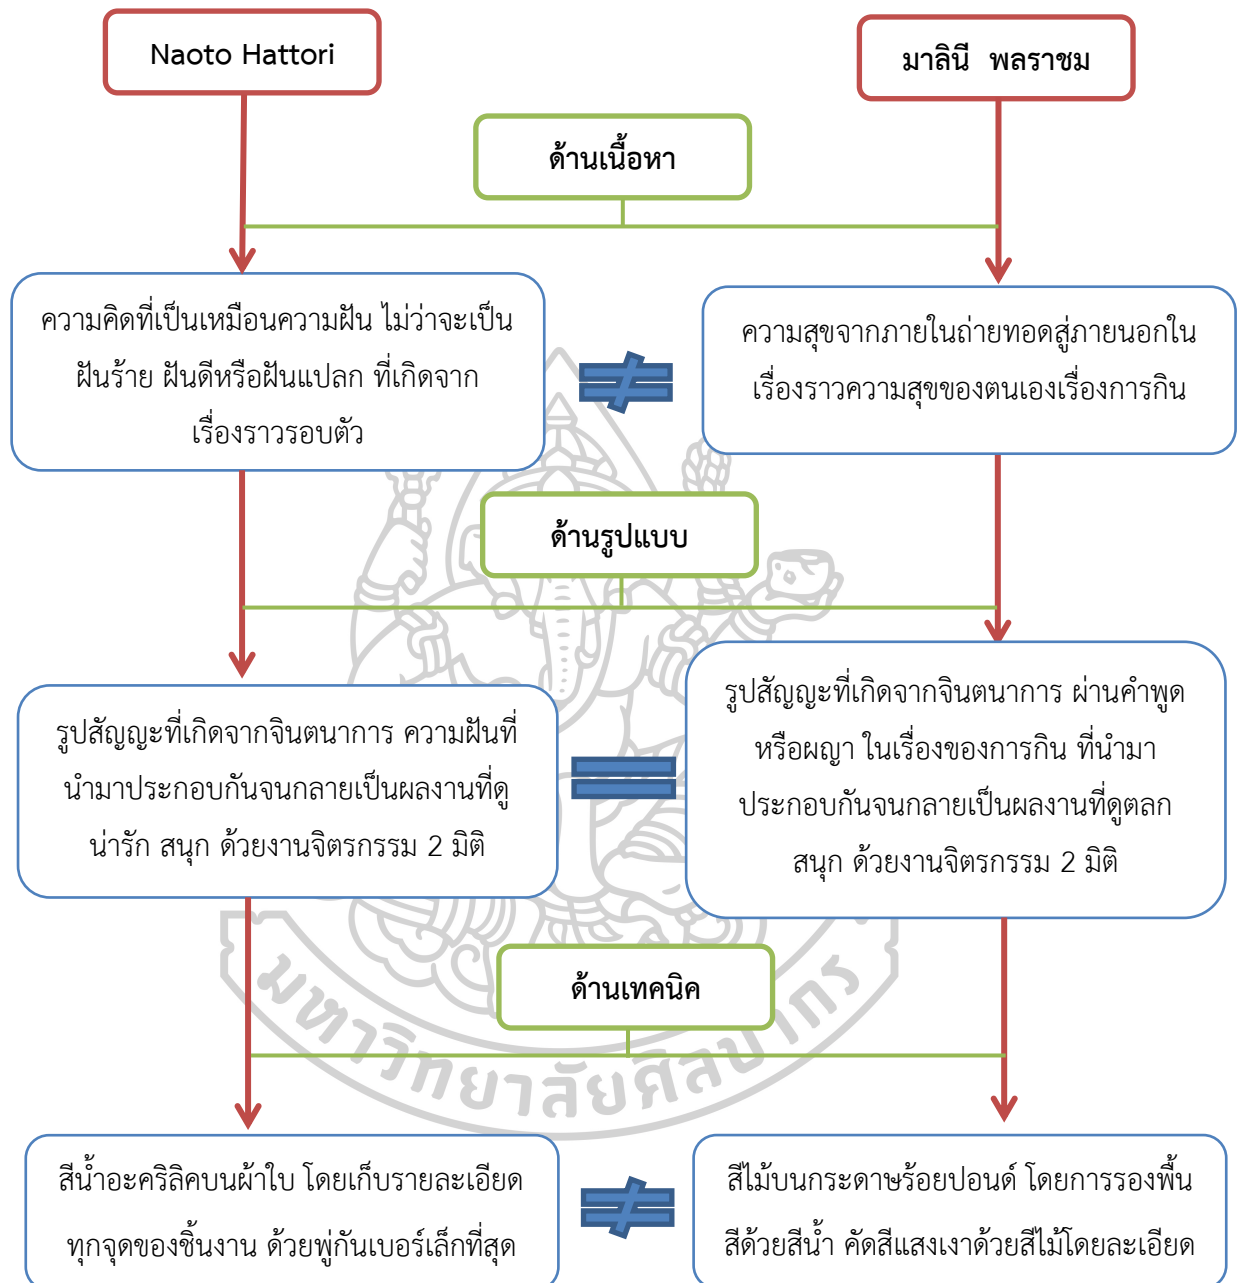 Naoto Hattori
มาลินี พลราชม
ด้านเนื้อหา
ความคิดที่เป็นเหมือนความฝัน ไม่ว่าจะเป็น
ฝันร้าย ฝันดีหรือฝันแปลก ที่เกิดจาก
เรื่องราวรอบตัว
≠
ความสุขจากภายในถ่ายทอดสู่ภายนอกใน
เรื่องราวความสุขของตนเองเรื่องการกิน
ด้านรูปแบบ
รูปสัญญะที่เกิดจากจินตนาการ ความฝันที่
นำมาประกอบกันจนกลายเป็นผลงานที่ดู
น่ารัก สนุก ด้วยงานจิตรกรรม 2 มิติ
=
รูปสัญญะที่เกิดจากจินตนาการ ผ่านคำพูด
หรือผญา ในเรื่องของการกิน ที่นำมา
ประกอบกันจนกลายเป็นผลงานที่ดูตลก
สนุก ด้วยงานจิตรกรรม 2 มิติ
ด้านเทคนิค
มหาวิทยาลัยศิลปากร
สีน้ำอะคริลิคบนผ้าใบ โดยเก็บรายละเอียด
ทุกจุดของชิ้นงาน ด้วยพู่กันเบอร์เล็กที่สุด
≠
สีไม้บนกระดาษร้อยปอนด์ โดยการรองพื้น
สีด้วยสีน้ำ คัดสีแสงเงาด้วยสีไม้โดยละเอียด